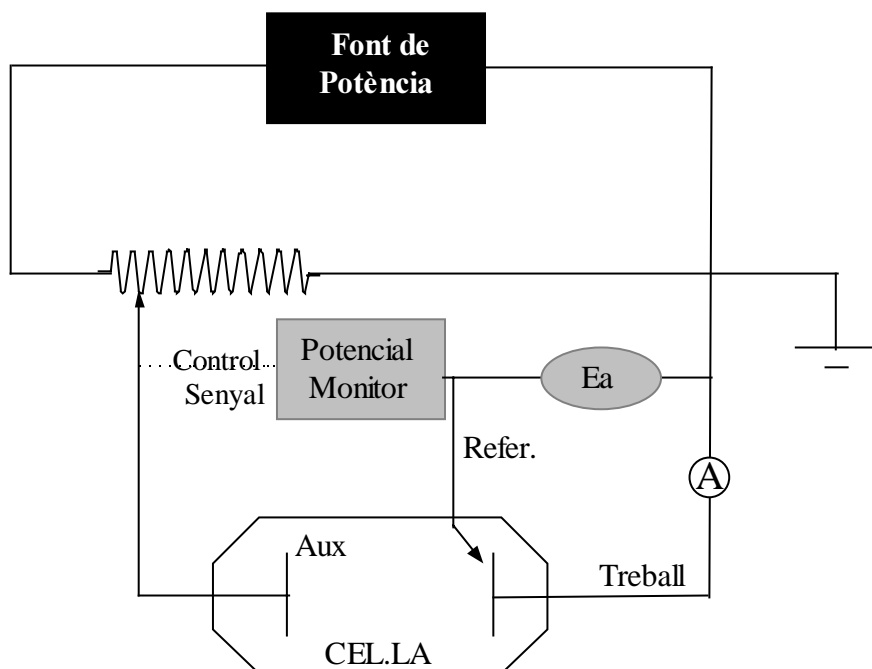 Font de
Potència
Control
Senyal
Potencial
Monitor
Ea
Refer.
A
Aux
Treball
CEL.LA